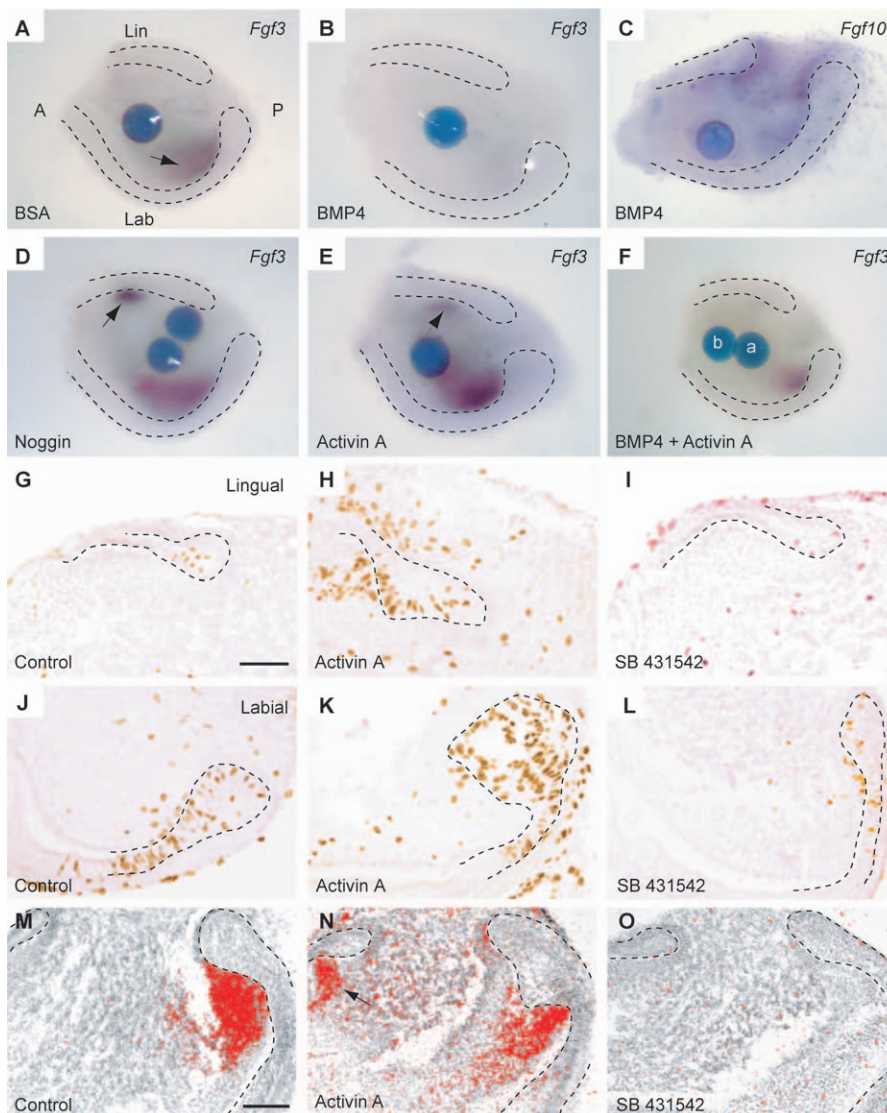 A Lin Fgf3
A P
BSA Lab
B Fgf3
BMP4
C Fgf10
BMP4
D Fgf3
Noggin
E Fgf3
Activin A
F Fgf3
b a
BMP4 + Activin A
G Lingual
Control
H
Activin A
I
SB 431542
J Labial
Control
K
Activin A
L
SB 431542
M
Control
N
Activin A
O
SB 431542